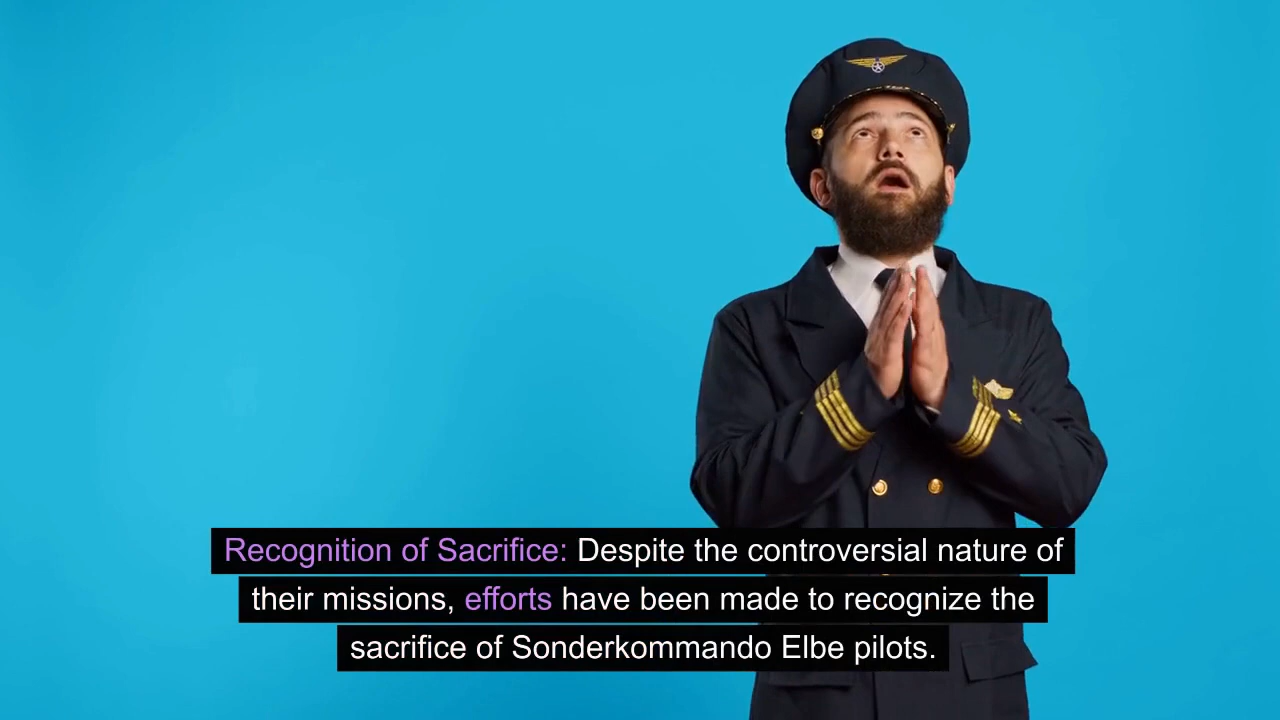 Recognition of Sacrifice: Despite the controversial nature of
their missions, efforts have been made to recognize the
sacrifice of Sonderkommando Elbe pilots.